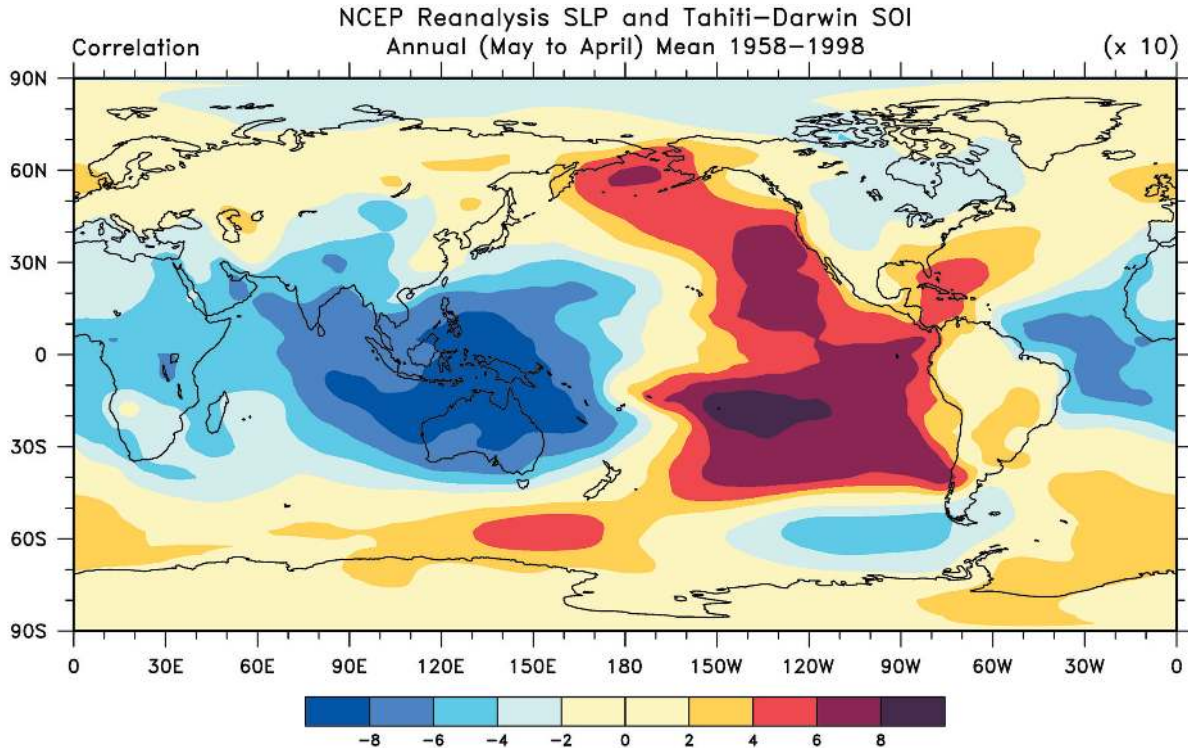 NCEP Reanalysis SLP and Tahiti-Darwin SOI
Correlation Annual (May to April) Mean 1958-1998 (x 10)
90N
60N
30N
0
30S
60S
90S
0 30E 60E 90E 120E 150E 180 150W 120W 90W 60W 30W 0
-8 -6 -4 -2 0 2 4 6 8